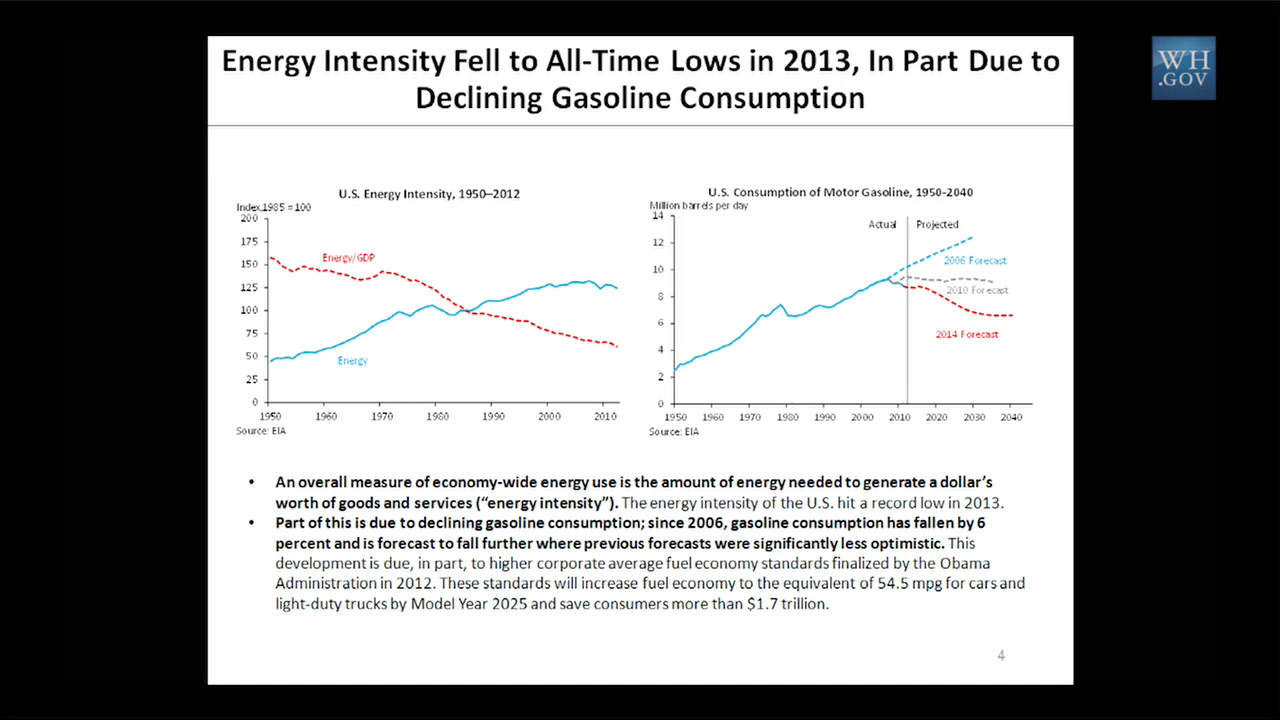 Energy Intensity Fell to All-Time Lows in 2013, In Part Due to
Declining Gasoline Consumption
WH
.GOV
U.S. Energy Intensity, 1950–2012
Index,1985 = 100
200
175
150
125
100
75
50
25
0
Energy/GDP
Energy
1950 1960 1970 1980 1990 2000 2010
Source: EIA
U.S. Consumption of Motor Gasoline, 1950-2040
Million barrels per day
14
12
10
8
6
4
2
0
Actual Projected
2006 Forecast
2010 Forecast
2014 Forecast
1950 1960 1970 1980 1990 2000 2010 2020 2030 2040
Source: EIA
• An overall measure of economy-wide energy use is the amount of energy needed to generate a dollar’s
worth of goods and services (“energy intensity”). The energy intensity of the U.S. hit a record low in 2013.
• Part of this is due to declining gasoline consumption; since 2006, gasoline consumption has fallen by 6
percent and is forecast to fall further where previous forecasts were significantly less optimistic. This
development is due, in part, to higher corporate average fuel economy standards finalized by the Obama
Administration in 2012. These standards will increase fuel economy to the equivalent of 54.5 mpg for cars and
light-duty trucks by Model Year 2025 and save consumers more than $1.7 trillion.
4